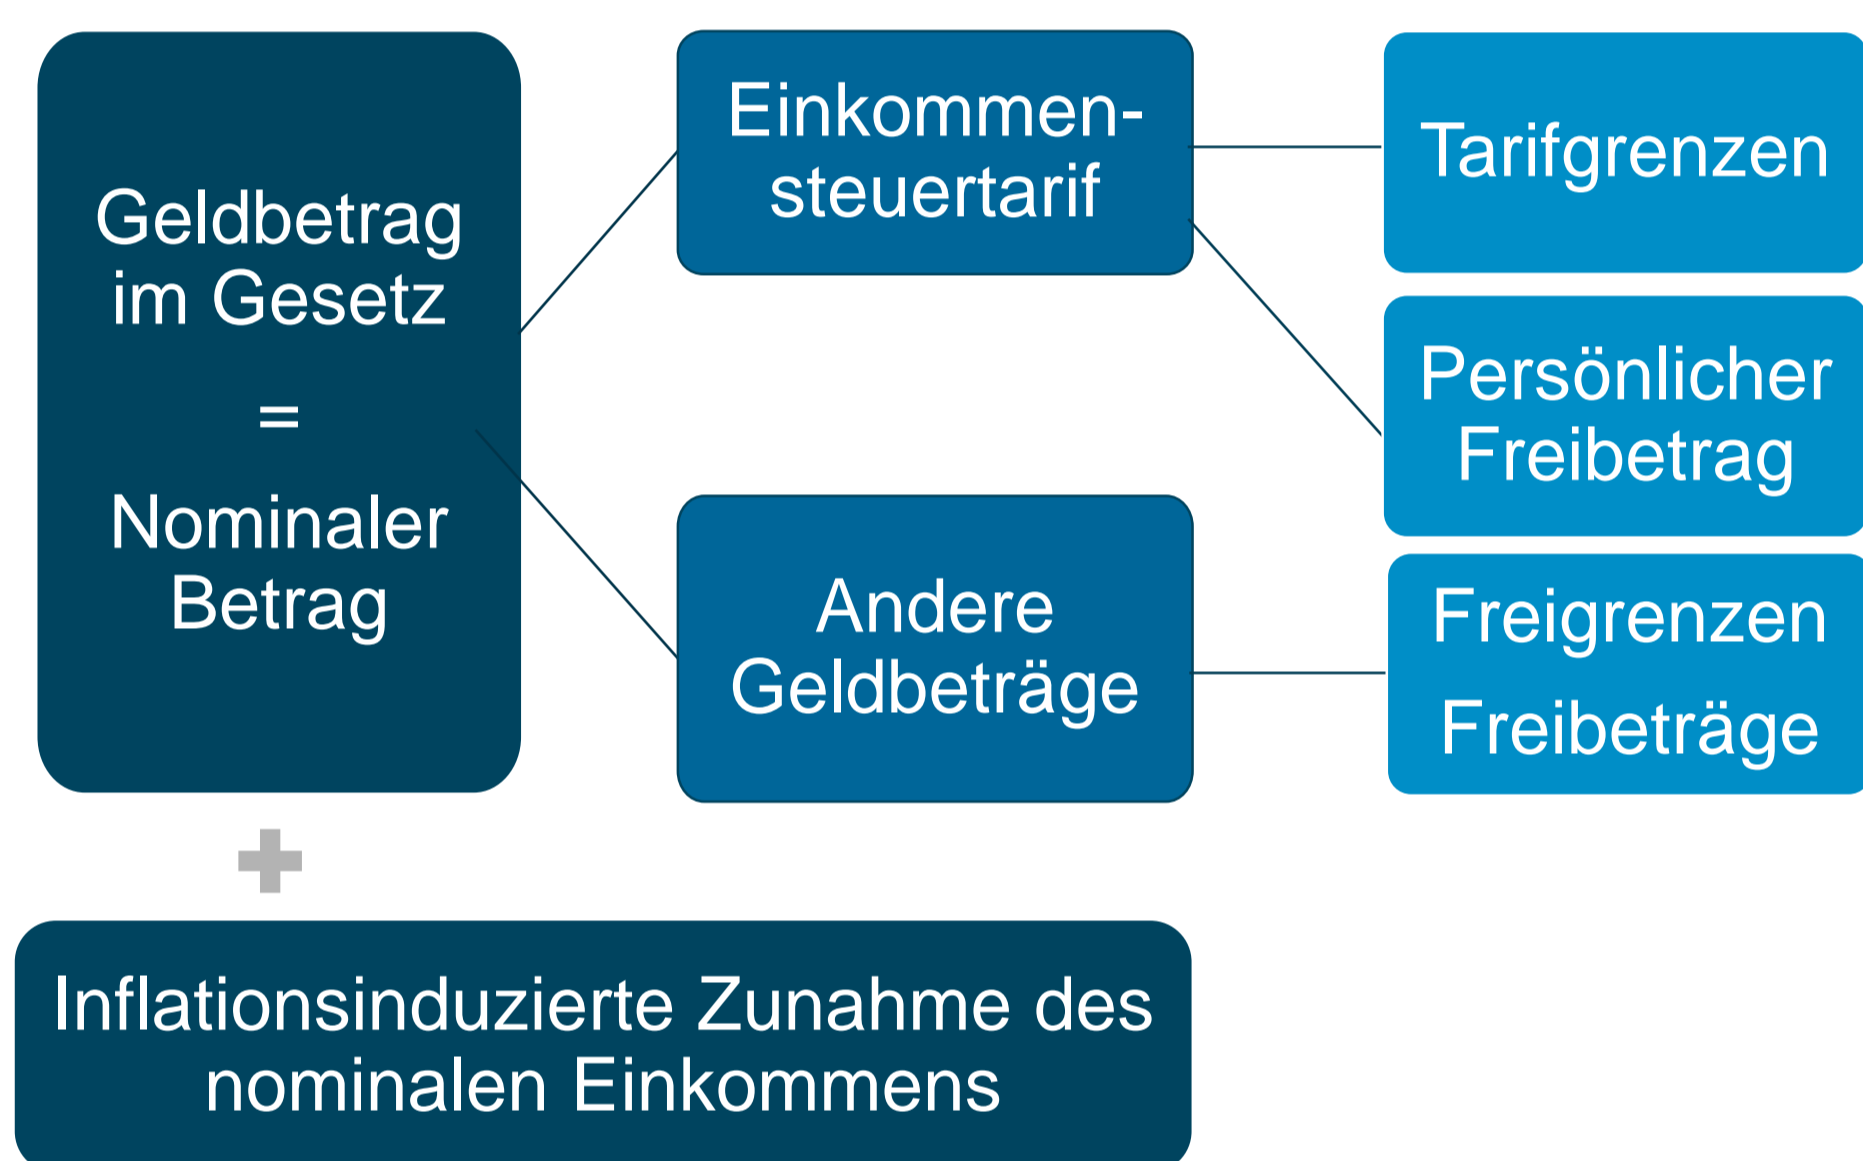 Geldbetrag
im Gesetz
=
Nominaler
Betrag
Einkommen-
steuertarif
Andere
Geldbeträge
Tarifgrenzen
Persönlicher
Freibetrag
Freigrenzen
Freibeträge
Inflationsinduzierte Zunahme des
nominalen Einkommens